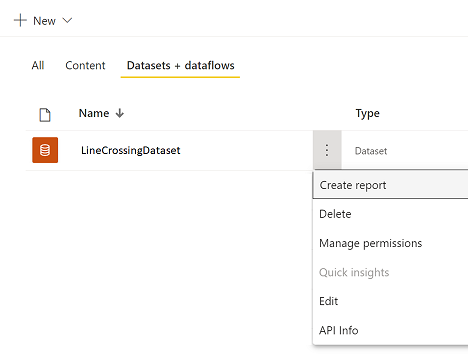 New
All Content Datasets + dataflows
Name Type
LineCrossingDataset Dataset
Create report
Delete
Manage permissions
Quick insights
Edit
API Info